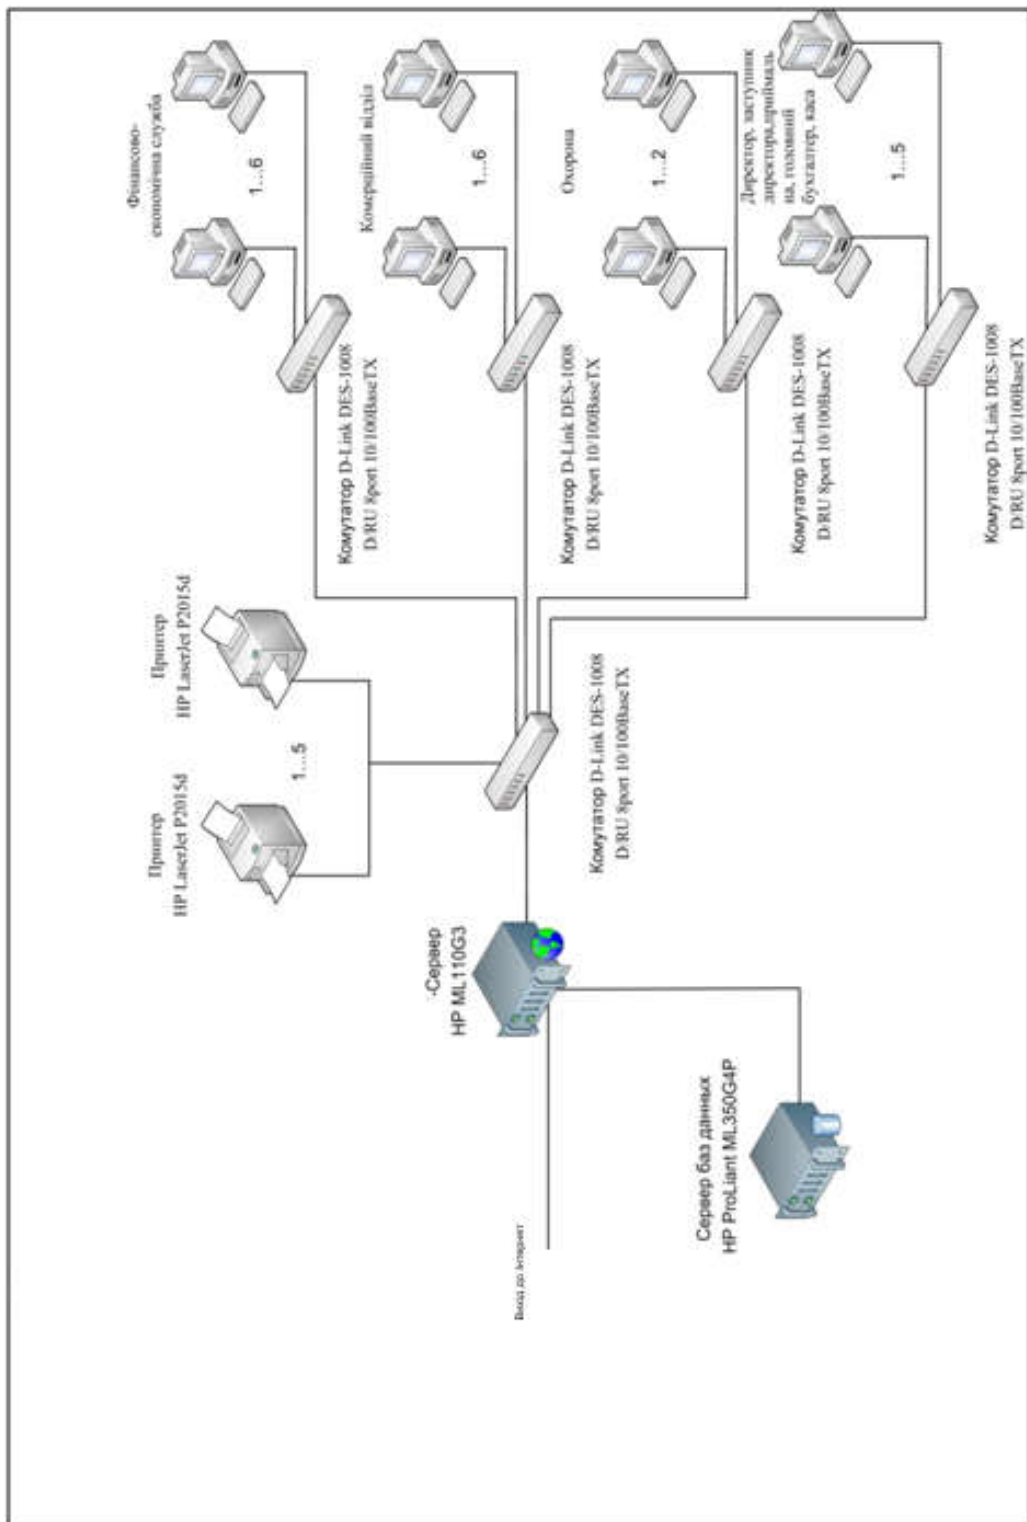 Фінансово-
економічна служба
1...6
Комерційний відділ
1...6
Охорона
1...2
Директор, заступник
директора,приймаль
на, головний
бухгалтер, каса
1...5
Комутатор D-Link DES-1008
D/RU 8port 10/100BaseTX
Комутатор D-Link DES-1008
D/RU 8port 10/100BaseTX
Комутатор D-Link DES-1008
D/RU 8port 10/100BaseTX
Комутатор D-Link DES-1008
D/RU 8port 10/100BaseTX
Принтер
HP LaserJet P2015d
1...5
Принтер
HP LaserJet P2015d
Комутатор D-Link DES-1008
D/RU 8port 10/100BaseTX
-Сервер
HP ML110G3
Сервер баз данных
HP ProLiant ML350G4P
до інтернет